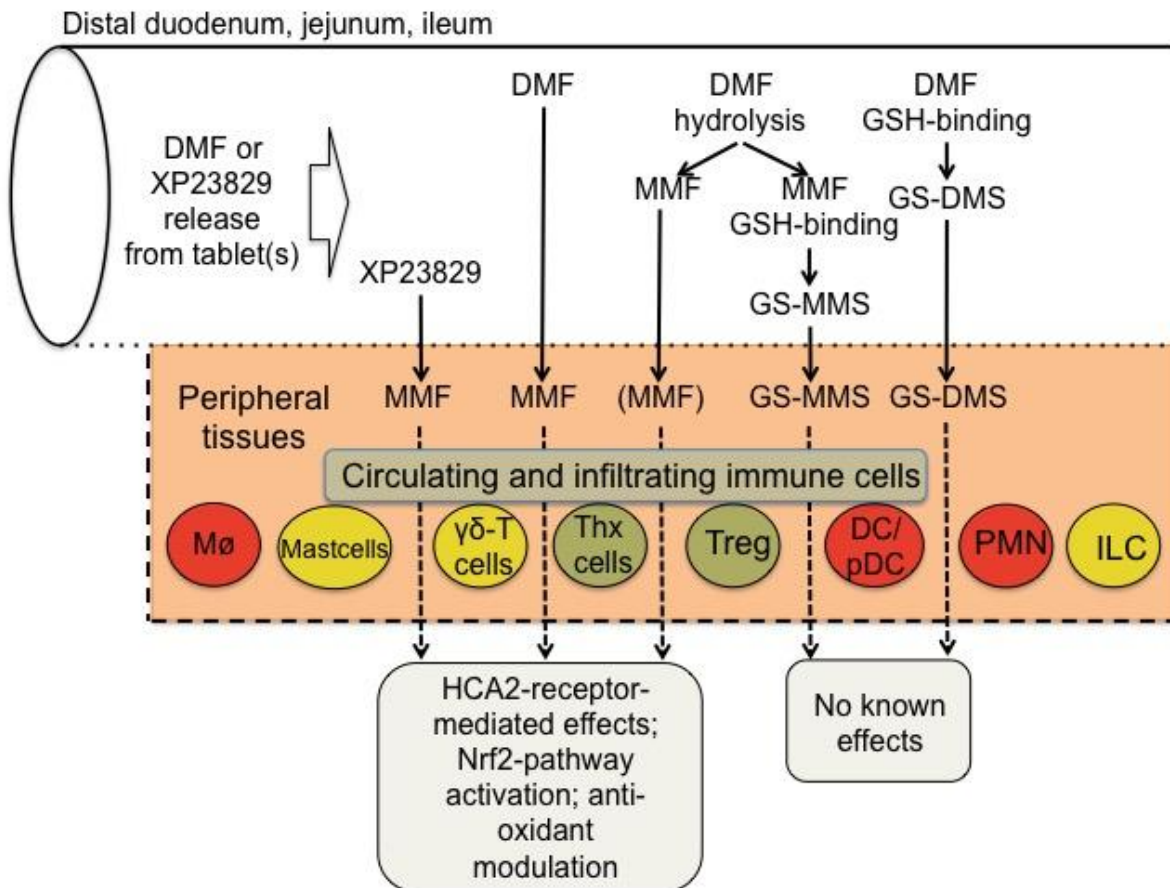 Distal duodenum, jejunum, ileum
DMF or
XP23829
release
from tablet(s)
XP23829
DMF
DMF
hydrolysis
MMF
MMF
GSH-binding
GS-MMS
DMF
GSH-binding
GS-DMS
Peripheral
tissues
MMF
MMF
(MMF)
GS-MMS
GS-DMS
Circulating and infiltrating immune cells
Mø
Mastcells
γδ-T
cells
Thx
cells
Treg
DC/
pDC
PMN
ILC
HCA2-receptor-
mediated effects;
Nrf2-pathway
activation; anti-
oxidant
modulation
No known
effects